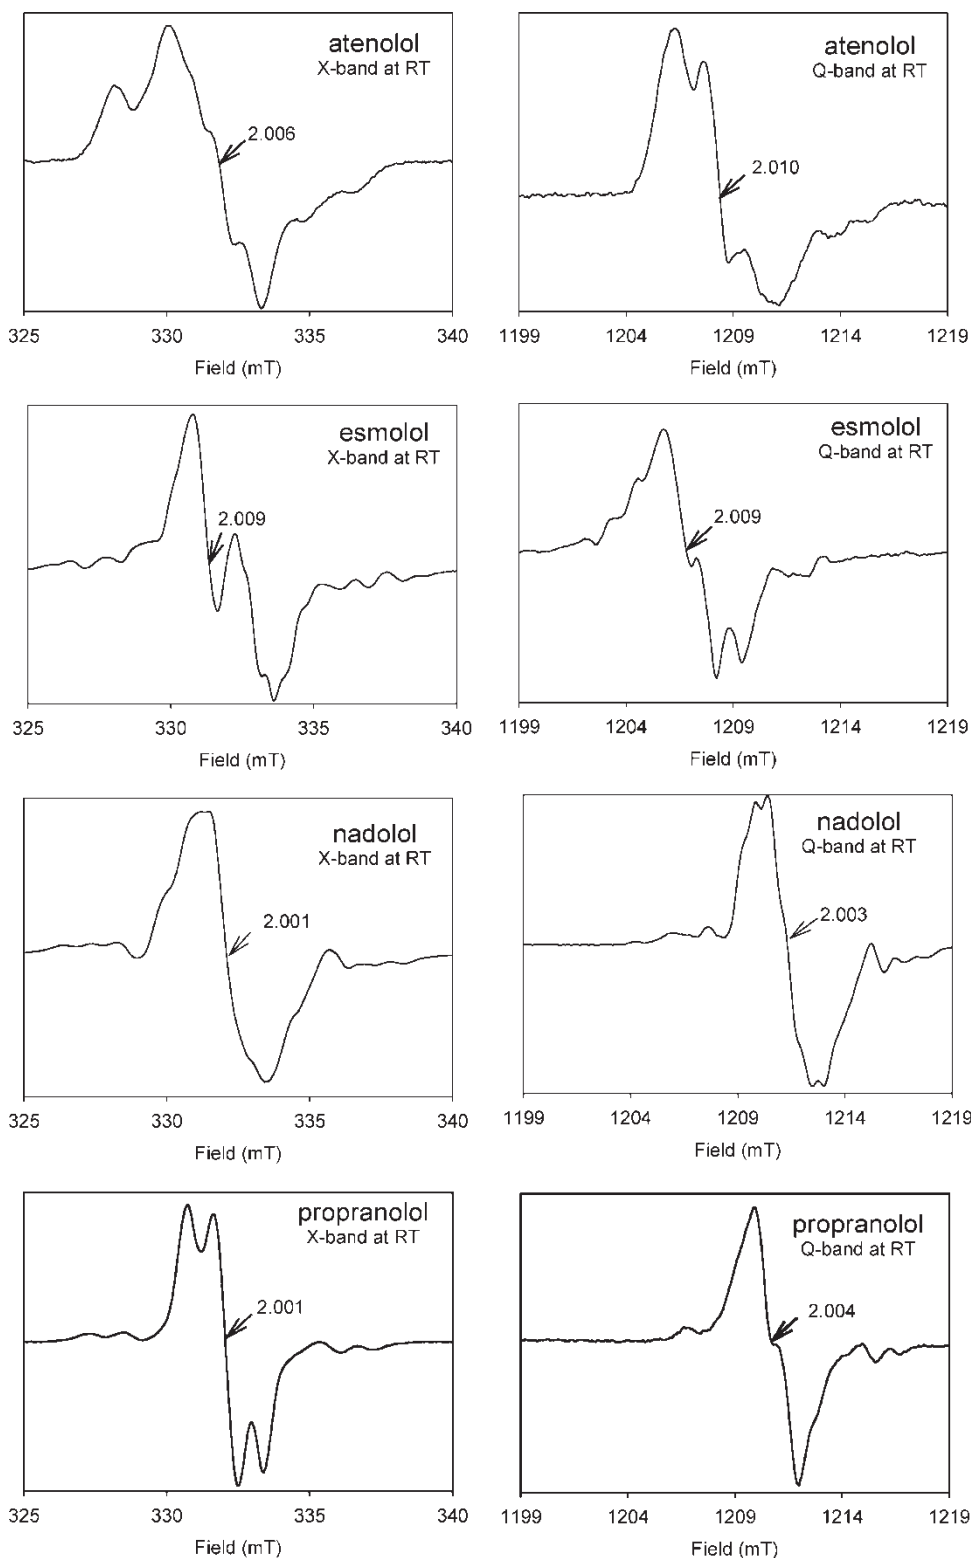 atenolol
X-band at RT
2.006
325 330 335 340
Field (mT)
atenolol
Q-band at RT
2.010
1199 1204 1209 1214 1219
Field (mT)
esmolol
X-band at RT
2.009
325 330 335 340
Field (mT)
esmolol
Q-band at RT
2.009
1199 1204 1209 1214 1219
Field (mT)
nadolol
X-band at RT
2.001
325 330 335 340
Field (mT)
nadolol
Q-band at RT
2.003
1199 1204 1209 1214 1219
Field (mT)
propranolol
X-band at RT
2.001
325 330 335 340
Field (mT)
propranolol
Q-band at RT
2.004
1199 1204 1209 1214 1219
Field (mT)